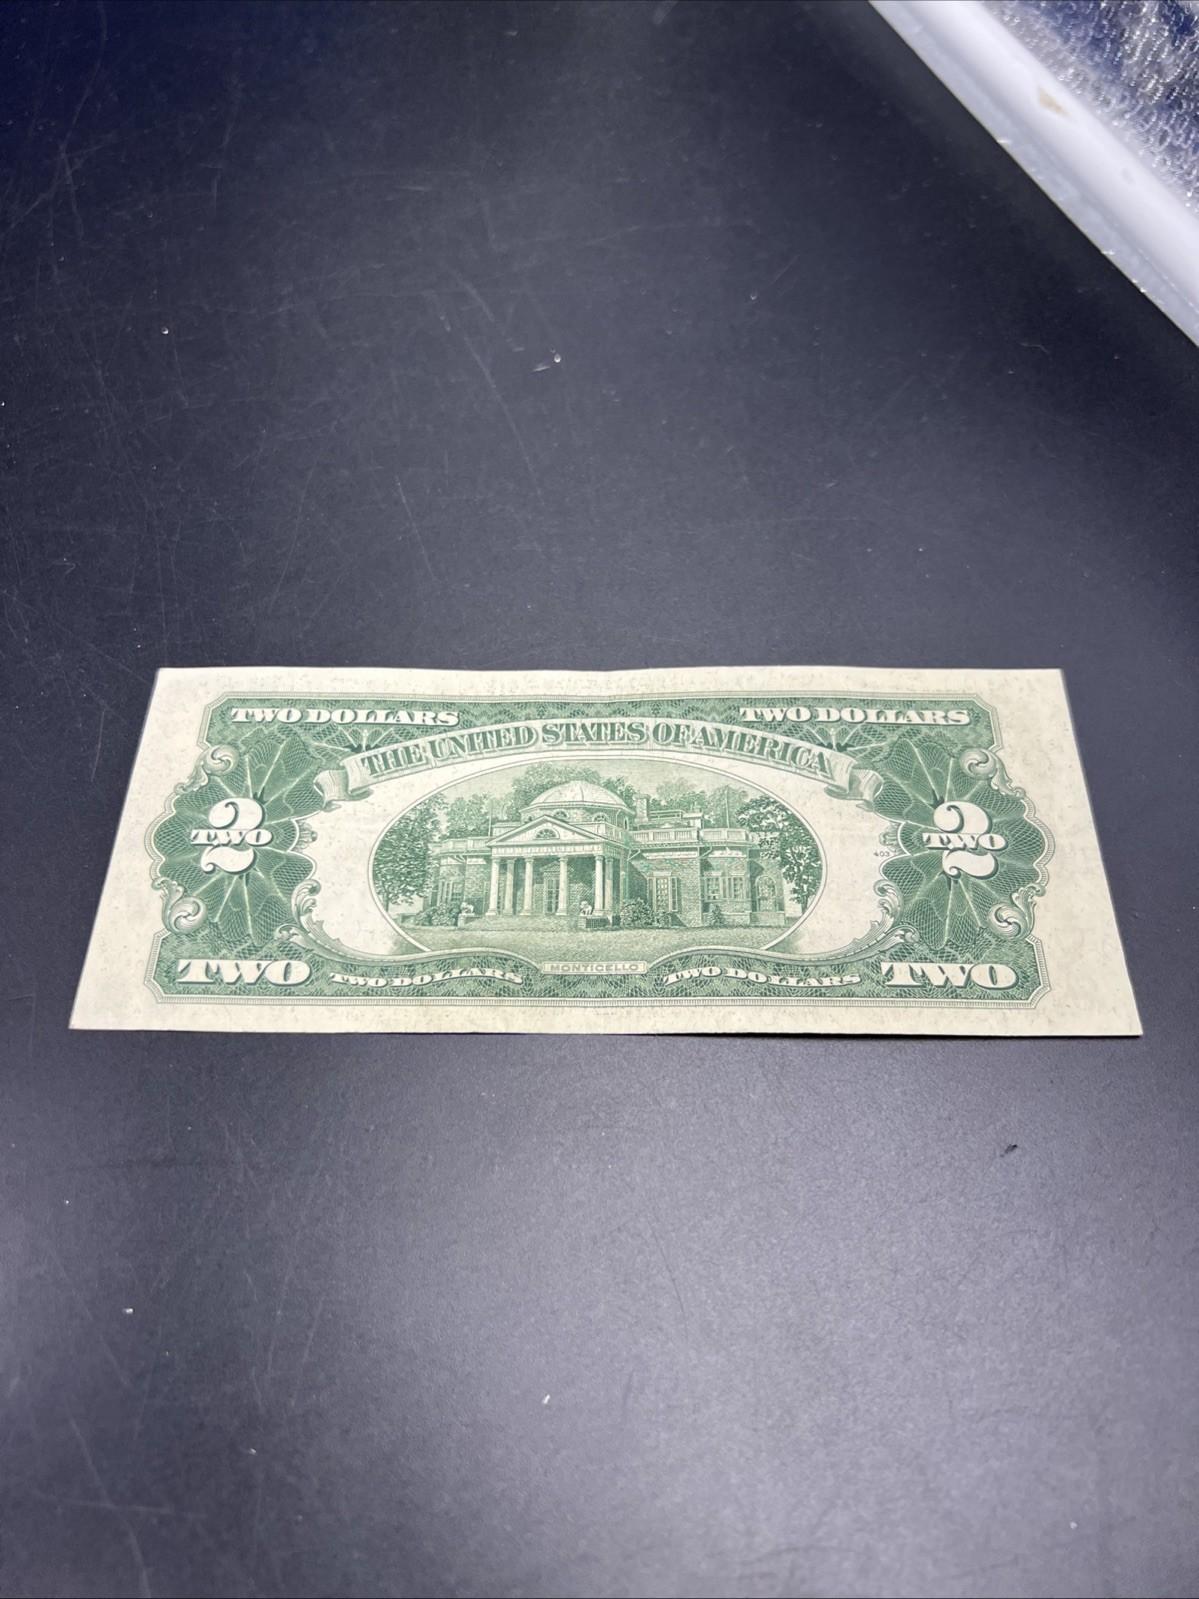 TWO DOLLARS TWO DOLLARS
THE UNITED STATES OF AMERICA
2 2
TWO TWO
403
TWO TWO DOLLARS MONTICELLO TWO DOLLARS TWO